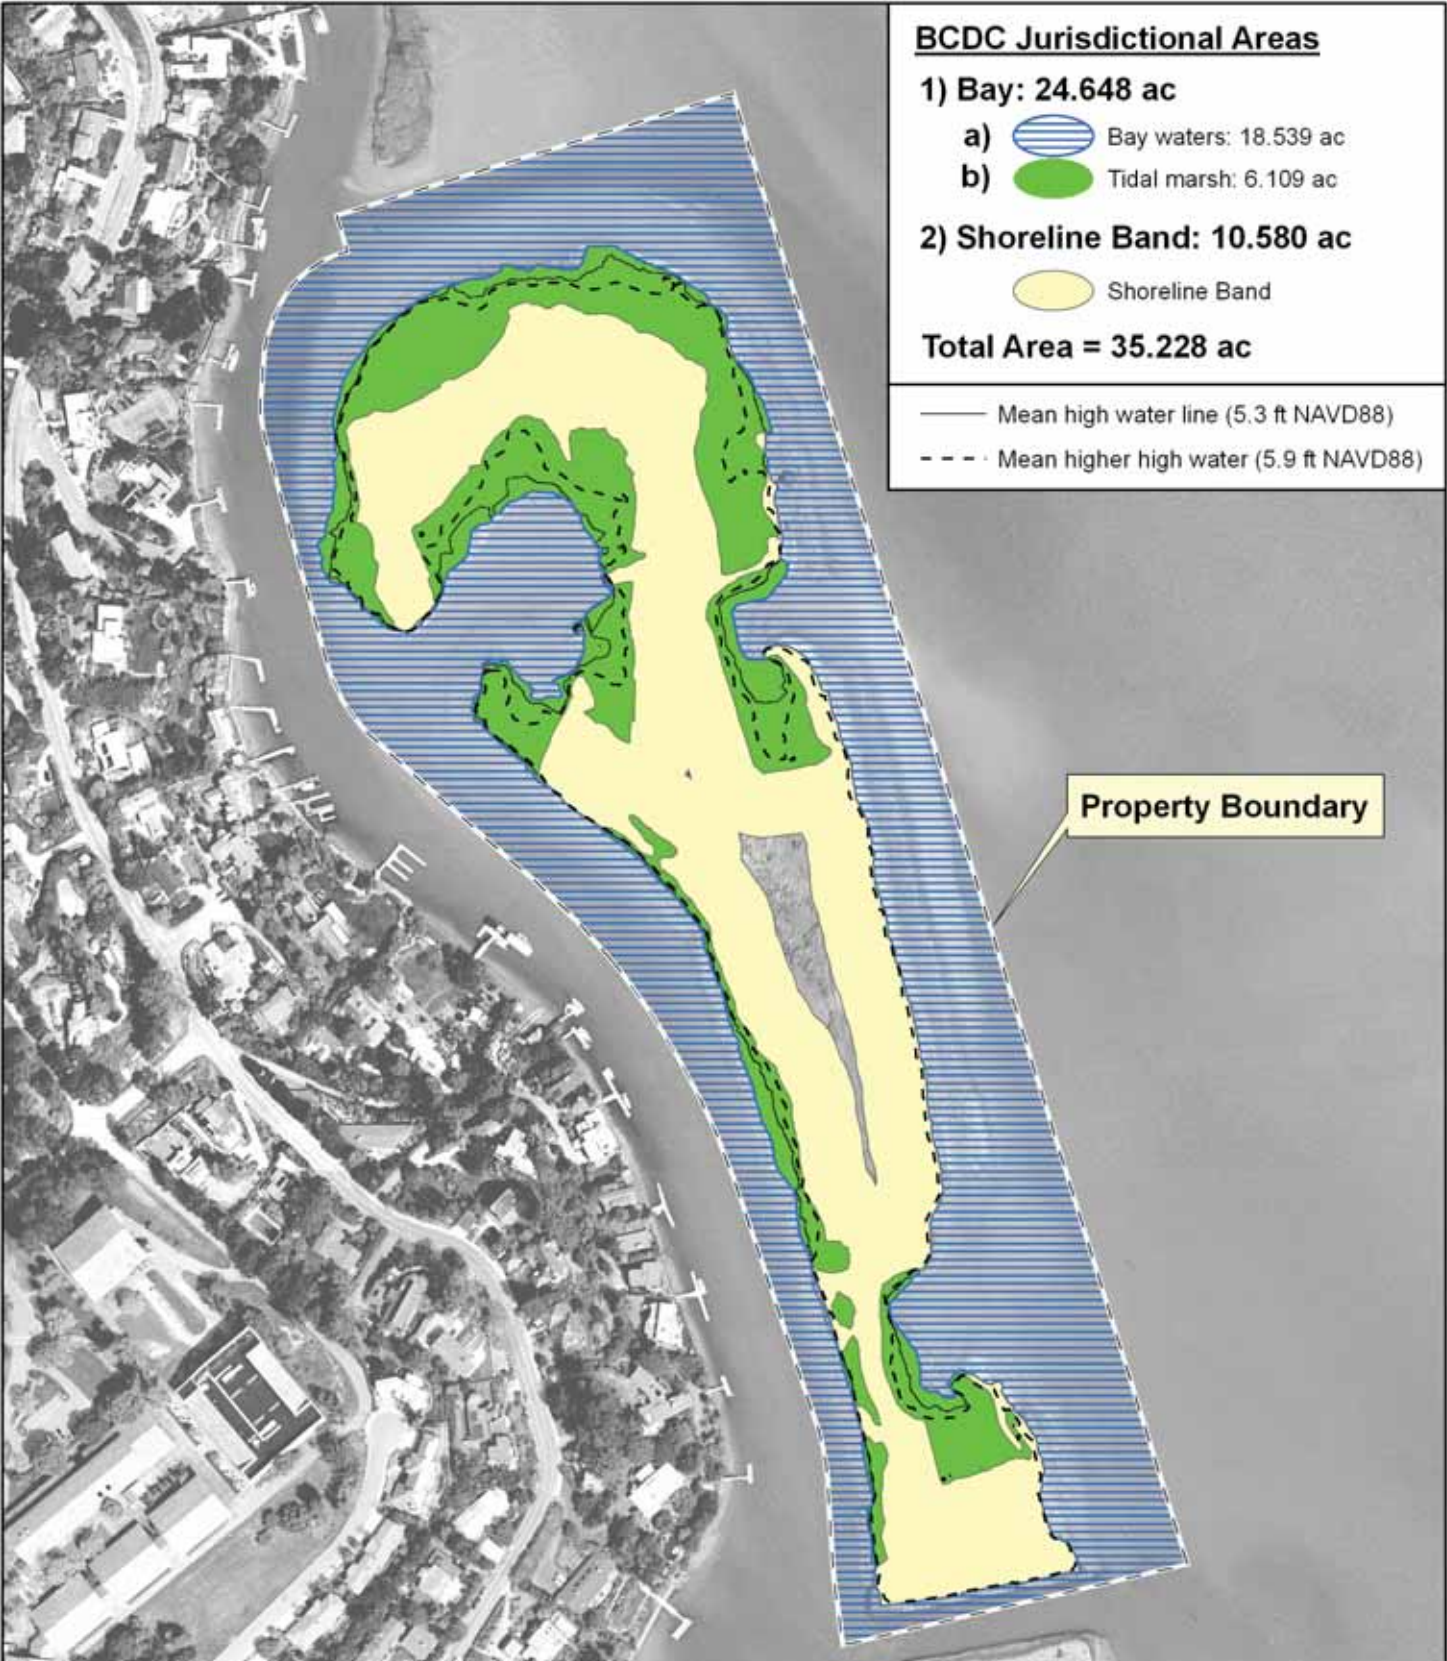 BCDC Jurisdictional Areas
1) Bay: 24.648 ac
a) Bay waters: 18.539 ac
b) Tidal marsh: 6.109 ac
2) Shoreline Band: 10.580 ac
Shoreline Band
Total Area = 35.228 ac
Mean high water line (5.3 ft NAVD88)
Mean higher high water (5.9 ft NAVD88)
Property Boundary